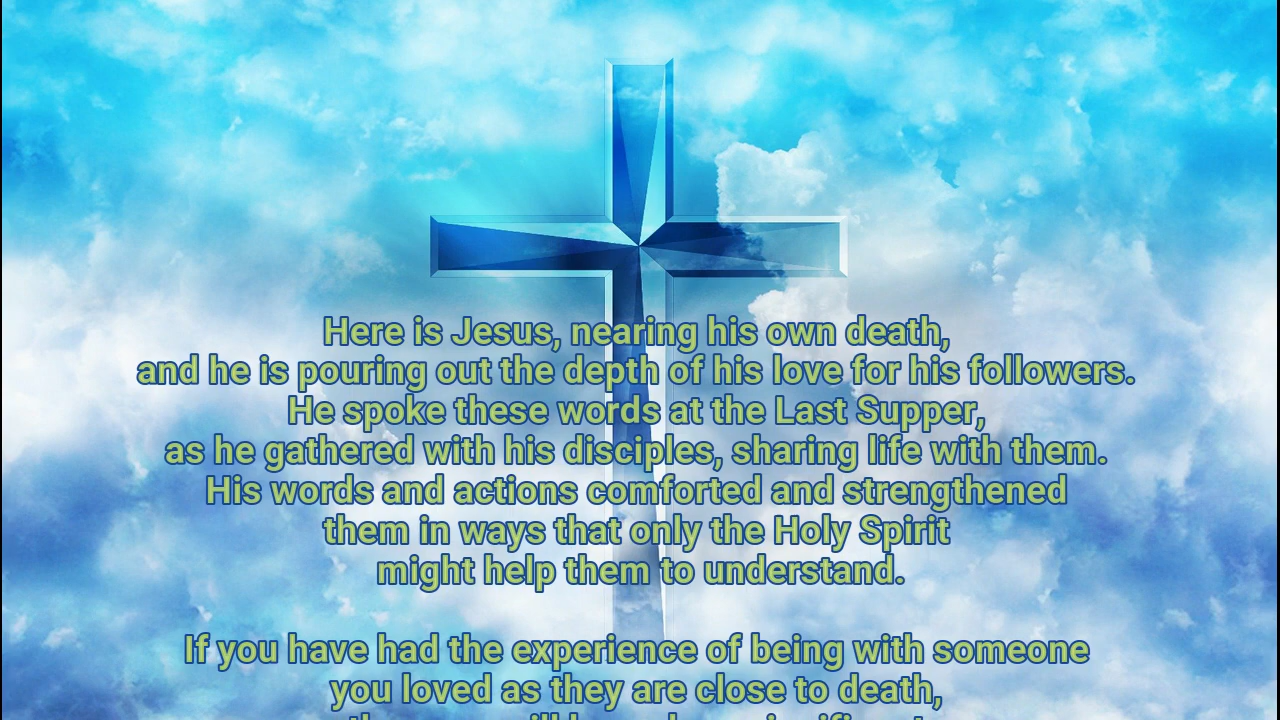 Here is Jesus, nearing his own death,
and he is pouring out the depth of his love for his followers.
He spoke these words at the Last Supper,
as he gathered with his disciples, sharing life with them.
His words and actions comforted and strengthened
them in ways that only the Holy Spirit
might help them to understand.
If you have had the experience of being with someone
you loved as they are close to death,